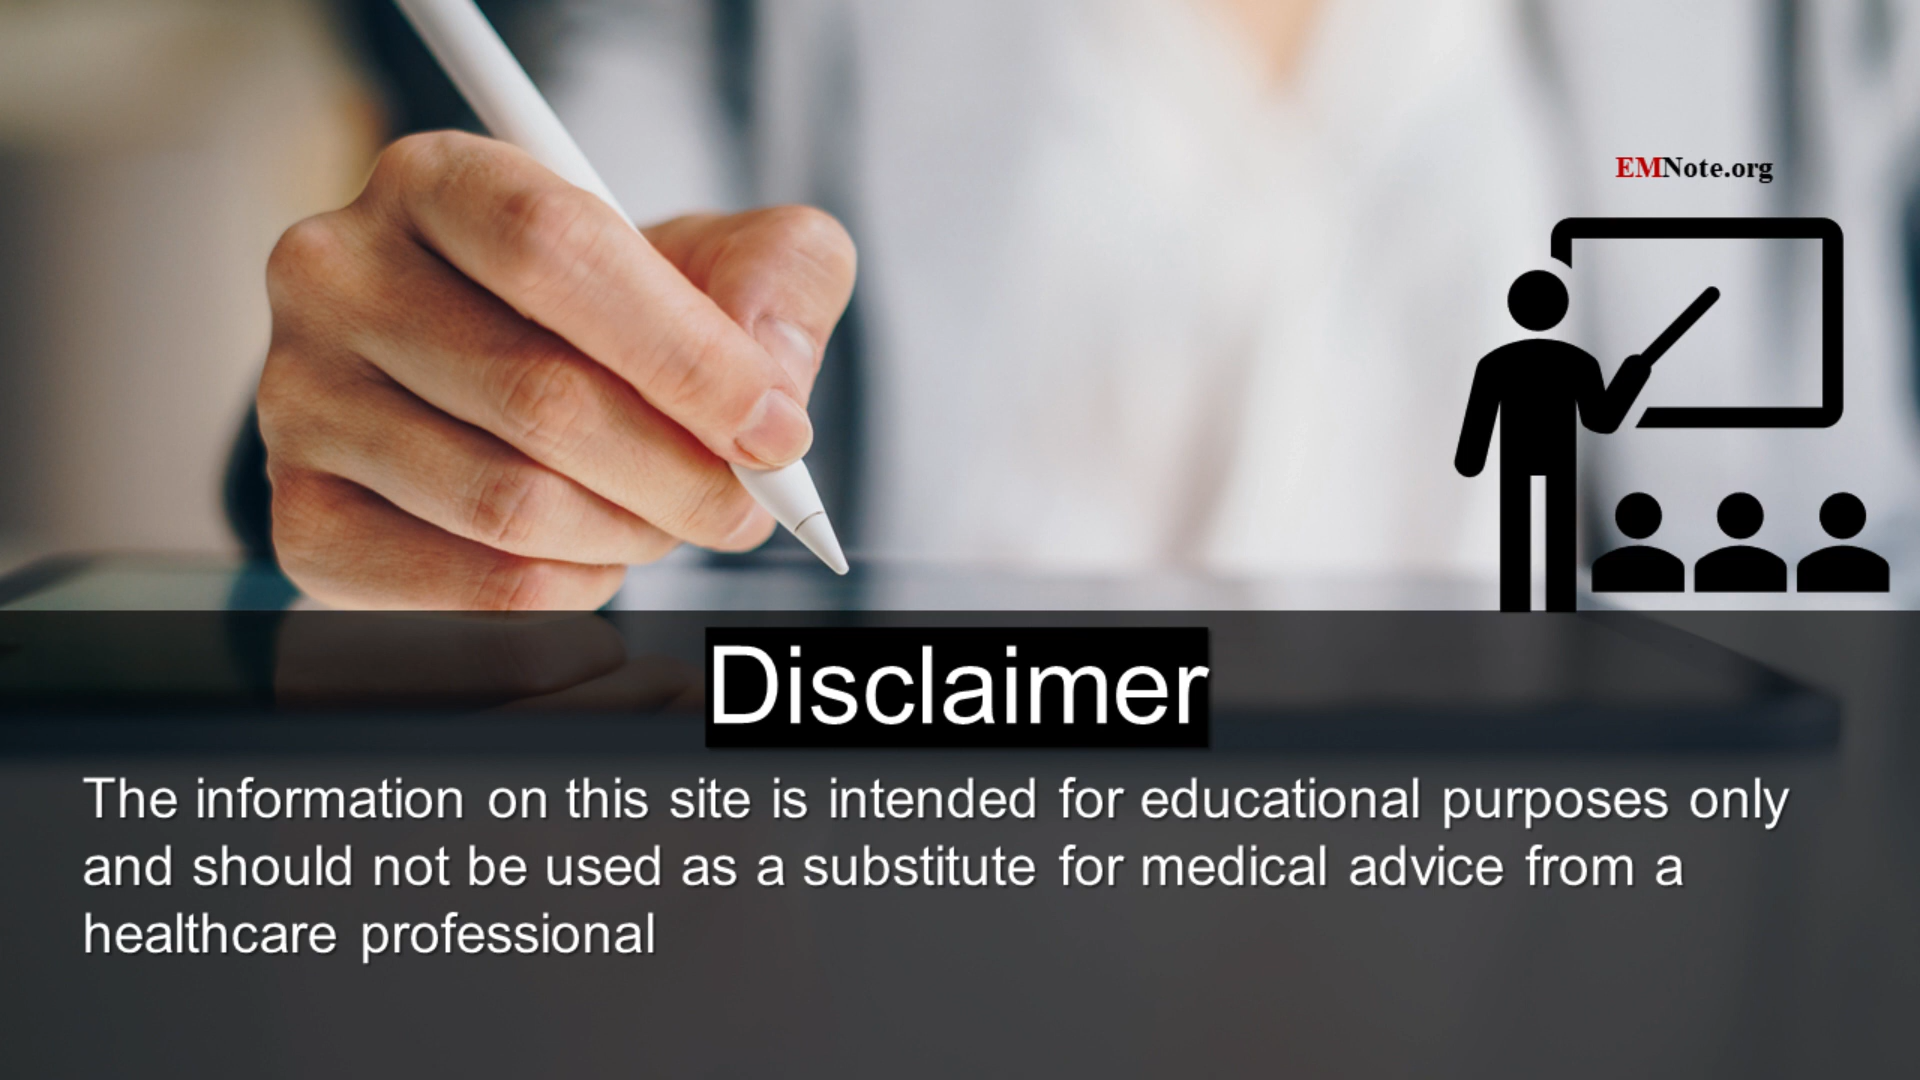 EMNote.org
Disclaimer
The information on this site is intended for educational purposes only
and should not be used as a substitute for medical advice from a
healthcare professional